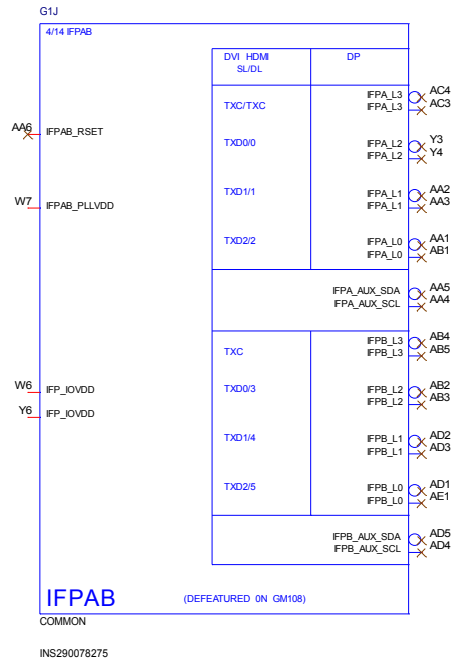 G1J
4/14 IFPAB
DVI HDMI DP
SL/DL
IFPA_L3 AC4
TXC/TXC IFPA_L3 AC3
AA6 IFPAB_RSET
IFPA_L2 Y3
TXD0/0 IFPA_L2 Y4
W7 IFPAB_PLLVDD
IFPA_L1 AA2
TXD1/1 IFPA_L1 AA3
IFPA_L0 AA1
TXD2/2 IFPA_L0 AB1
IFPA_AUX_SDA AA5
IFPA_AUX_SCL AA4
IFPB_L3 AB4
TXC IFPB_L3 AB5
W6 IFP_IOVDD
IFPB_L2 AB2
TXD0/3 IFPB_L2 AB3
Y6 IFP_IOVDD
IFPB_L1 AD2
TXD1/4 IFPB_L1 AD3
IFPB_L0 AD1
TXD2/5 IFPB_L0 AE1
IFPB_AUX_SDA AD5
IFPB_AUX_SCL AD4
IFPAB (DEFEATURED 0N GM108)
COMMON
INS290078275